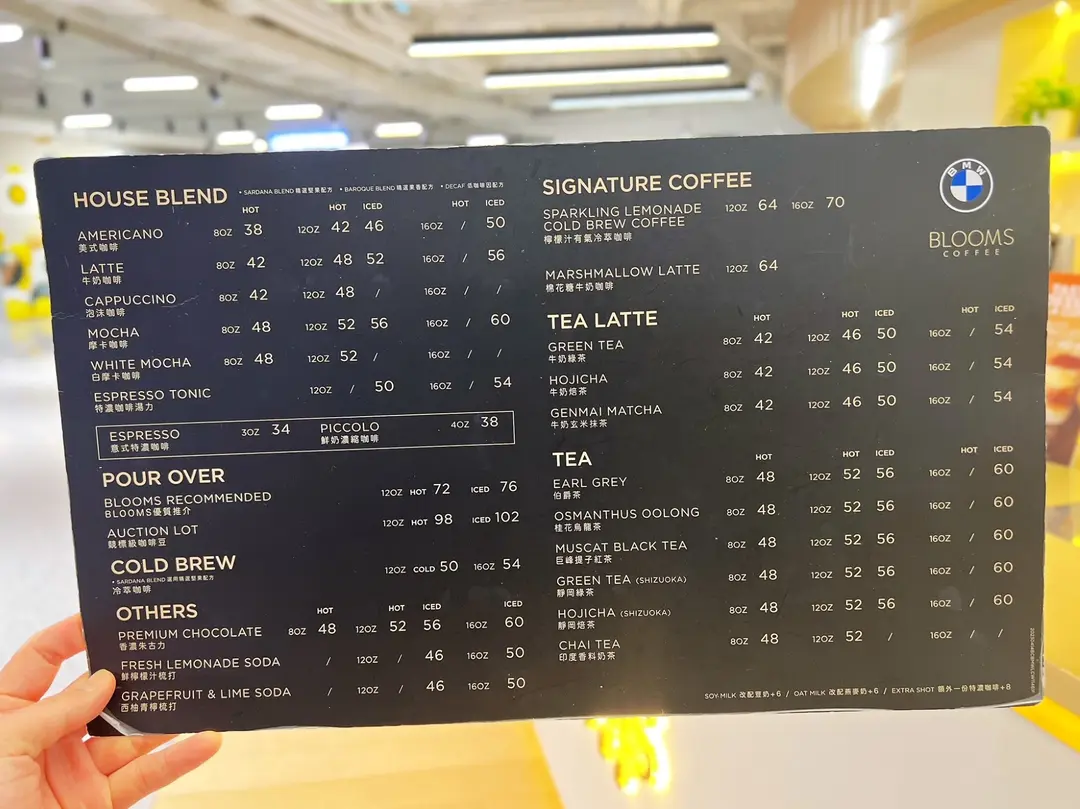 HOUSE BLEND • SARDANA BLEND 精選堅果配方 • BAROQUE BLEND 精選果香配方 • DECAF 低咖啡因配方
HOT HOT ICED HOT ICED
AMERICANO 8OZ 38 12OZ 42 46 16OZ / 50
美式咖啡
LATTE 8OZ 42 12OZ 48 52 16OZ / 56
牛奶咖啡
CAPPUCCINO 8OZ 42 12OZ 48 / 16OZ / /
泡沫咖啡
MOCHA 8OZ 48 12OZ 52 56 16OZ / 60
摩卡咖啡
WHITE MOCHA 8OZ 48 12OZ 52 / 16OZ / /
白摩卡咖啡
ESPRESSO TONIC 12OZ / 50 16OZ / 54
特濃咖啡湯力
ESPRESSO 3OZ 34 PICCOLO 4OZ 38
意式特濃咖啡 鮮奶濃縮咖啡
POUR OVER
BLOOMS RECOMMENDED 12OZ HOT 72 ICED 76
BLOOMS優質推介
AUCTION LOT 12OZ HOT 98 ICED 102
競標級咖啡豆
COLD BREW 12OZ COLD 50 16OZ 54
• SARDANA BLEND 選用精選堅果配方
冷萃咖啡
OTHERS HOT HOT ICED ICED
PREMIUM CHOCOLATE 8OZ 48 12OZ 52 56 16OZ 60
香濃朱古力
FRESH LEMONADE SODA / 12OZ / 46 16OZ 50
鮮檸檬汁梳打
GRAPEFRUIT & LIME SODA / 12OZ / 46 16OZ 50
西柚青檸梳打
SIGNATURE COFFEE
SPARKLING LEMONADE 12OZ 64 16OZ 70
COLD BREW COFFEE
檸檬汁有氣冷萃咖啡
MARSHMALLOW LATTE 12OZ 64
棉花糖牛奶咖啡
BMW
BLOOMS
COFFEE
TEA LATTE HOT HOT ICED HOT ICED
GREEN TEA 8OZ 42 12OZ 46 50 16OZ / 54
牛奶綠茶
HOJICHA 8OZ 42 12OZ 46 50 16OZ / 54
牛奶焙茶
GENMAI MATCHA 8OZ 42 12OZ 46 50 16OZ / 54
牛奶玄米抹茶
TEA HOT HOT ICED HOT ICED
EARL GREY 8OZ 48 12OZ 52 56 16OZ / 60
伯爵茶
OSMANTHUS OOLONG 8OZ 48 12OZ 52 56 16OZ / 60
桂花烏龍茶
MUSCAT BLACK TEA 8OZ 48 12OZ 52 56 16OZ / 60
巨峰提子紅茶
GREEN TEA (SHIZUOKA) 8OZ 48 12OZ 52 56 16OZ / 60
靜岡綠茶
HOJICHA (SHIZUOKA) 8OZ 48 12OZ 52 56 16OZ / 60
靜岡焙茶
CHAI TEA 8OZ 48 12OZ 52 / 16OZ / /
印度香料奶茶
SOY-MILK 改配豆奶+6 / OAT MILK 改配燕麥奶+6 / EXTRA SHOT 額外一份特濃咖啡+8